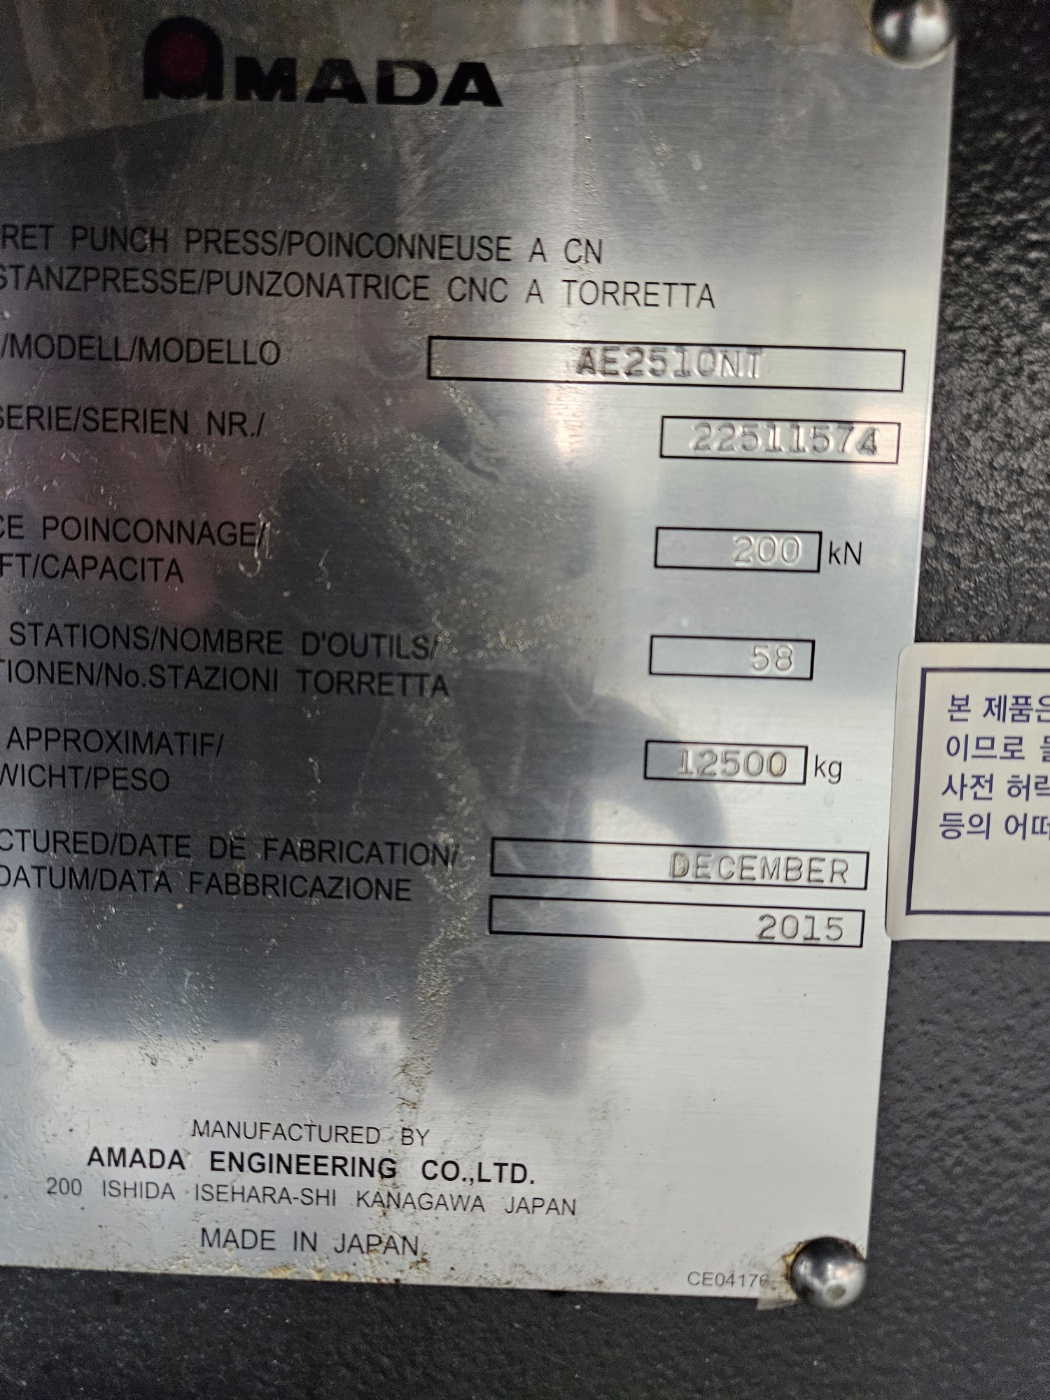 AMADA
RET PUNCH PRESS/POINCONNEUSE A CN
STANZPRESSE/PUNZONATRICE CNC A TORRETTA
/MODELL/MODELLO AE2510NT
SERIE/SERIEN NR./ 22511574
CE POINCONNAGE/
FT/CAPACITA 200 kN
STATIONS/NOMBRE D'OUTILS/
TIONEN/No.STAZIONI TORRETTA 58
APPROXIMATIF/
WICHT/PESO 12500 kg
CTURED/DATE DE FABRICATION/ DECEMBER
DATUM/DATA FABBRICAZIONE 2015
MANUFACTURED BY
AMADA ENGINEERING CO.,LTD.
200 ISHIDA ISEHARA-SHI KANAGAWA JAPAN
MADE IN JAPAN
CE04176
본 제품은
이므로
사전 허락
등의 어떠